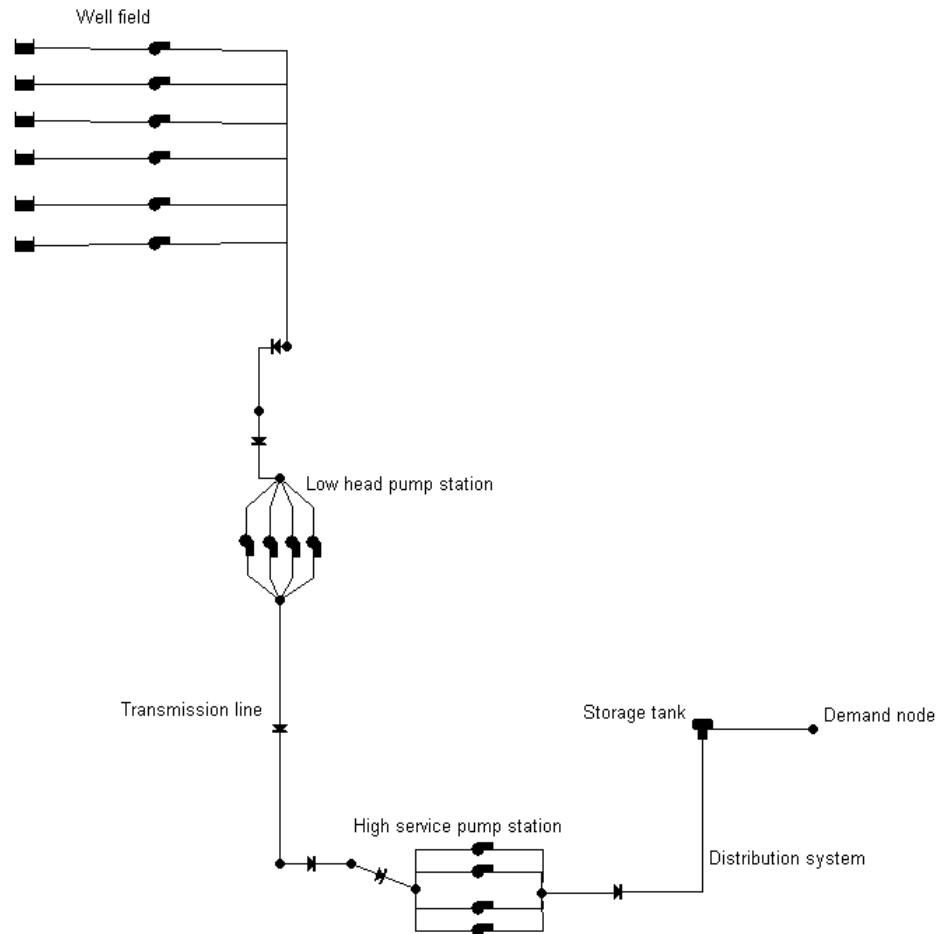 Well field
Low head pump station
Transmission line
Storage tank
Demand node
High service pump station
Distribution system